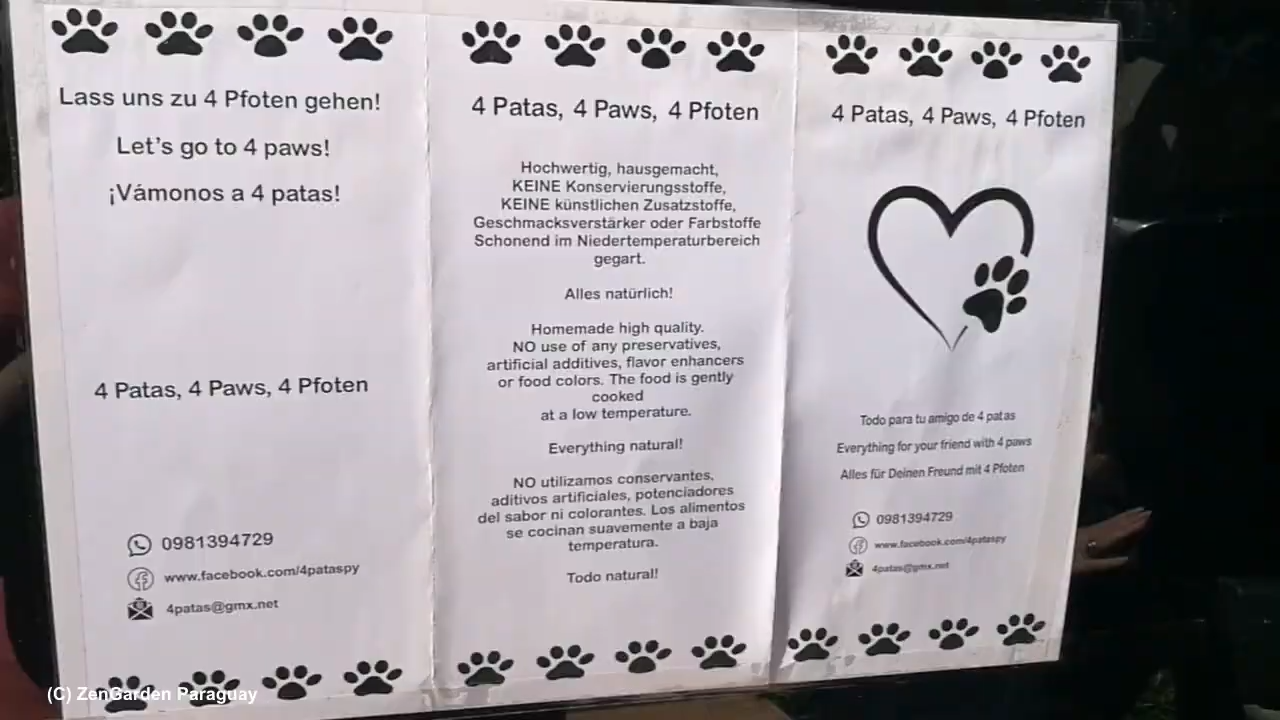 Lass uns zu 4 Pfoten gehen!
Let's go to 4 paws!
¡Vámonos a 4 patas!
4 Patas, 4 Paws, 4 Pfoten
0981394729
www.facebook.com/4pataspy
4patas@gmx.net
4 Patas, 4 Paws, 4 Pfoten
Hochwertig, hausgemacht,
KEINE Konservierungsstoffe,
KEINE künstlichen Zusatzstoffe,
Geschmacksverstärker oder Farbstoffe
Schonend im Niedertemperaturbereich
gegart.
Alles natürlich!
Homemade high quality.
NO use of any preservatives,
artificial additives, flavor enhancers
or food colors. The food is gently
cooked
at a low temperature.
Everything natural!
NO utilizamos conservantes,
aditivos artificiales, potenciadores
del sabor ni colorantes. Los alimentos
se cocinan suavemente a baja
temperatura.
Todo natural!
4 Patas, 4 Paws, 4 Pfoten
Todo para tu amigo de 4 patas
Everything for your friend with 4 paws
Alles für Deinen Freund mit 4 Pfoten
0981394729
www.facebook.com/4pataspy
4patas@gmx.net
(C) ZenGarden Paraguay